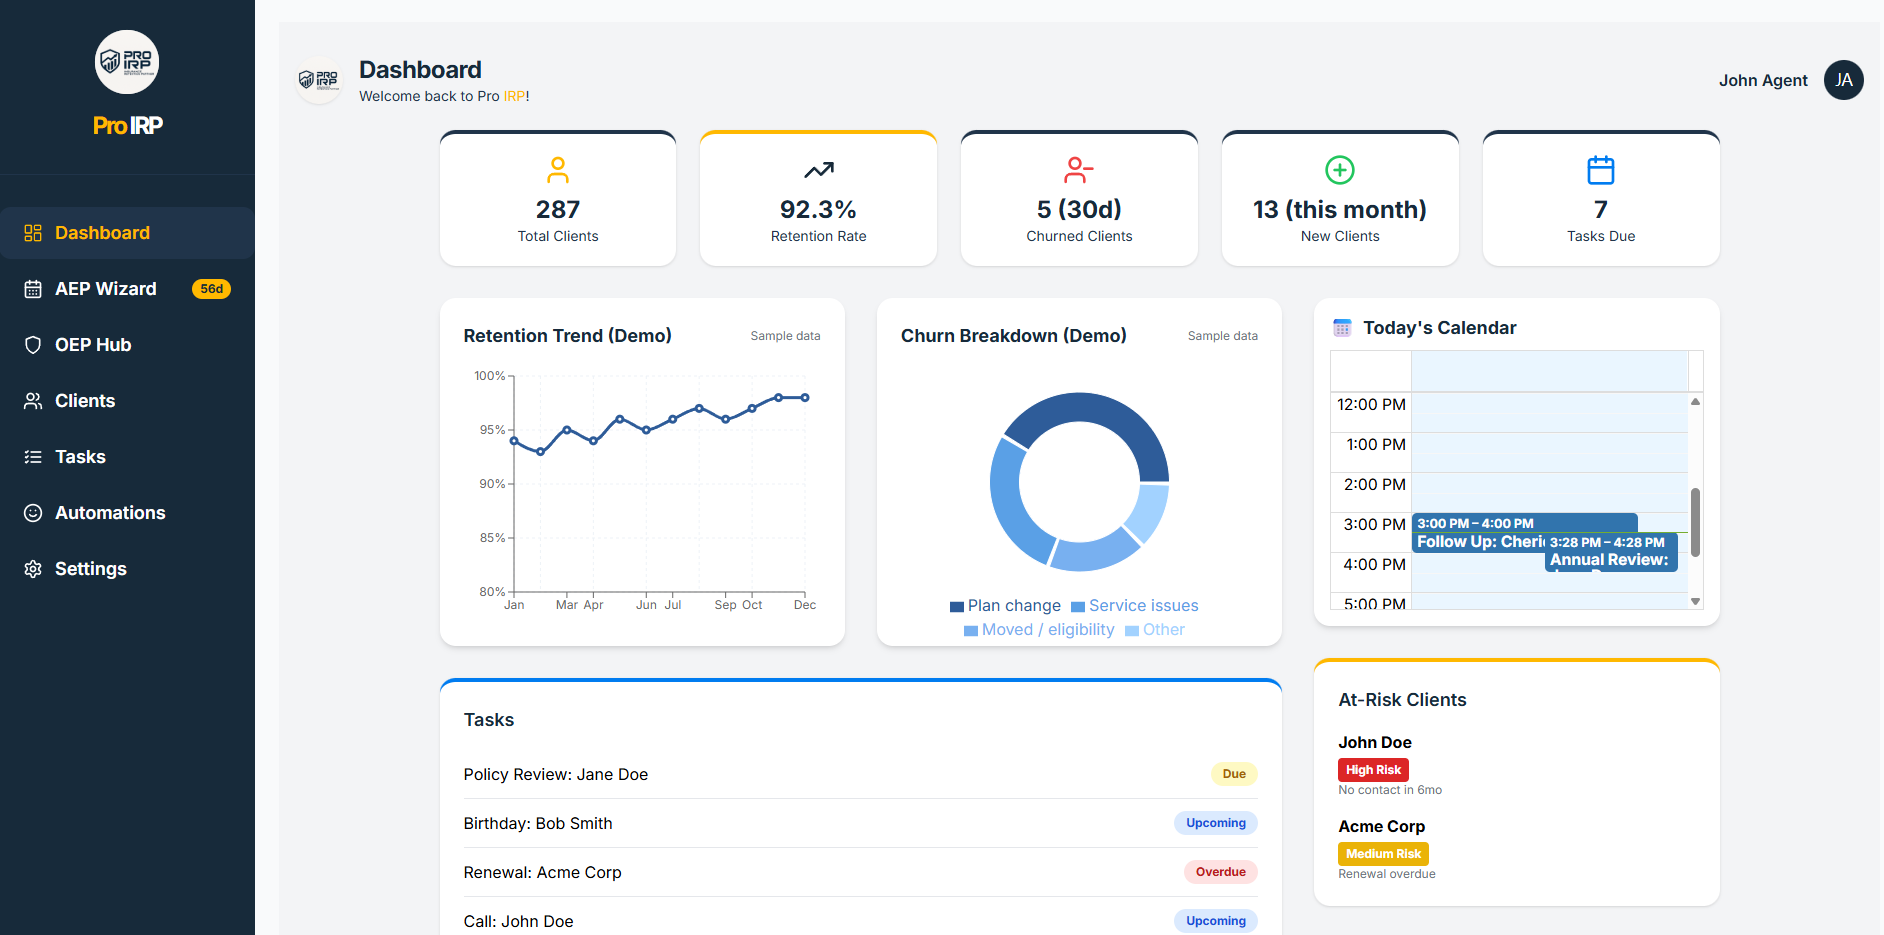 PRO
IRP
Pro IRP
Dashboard
AEP Wizard 56d
OEP Hub
Clients
Tasks
Automations
Settings
PRO
IRP
Dashboard
Welcome back to Pro IRP!
John Agent JA
287
Total Clients
92.3%
Retention Rate
5 (30d)
Churned Clients
13 (this month)
New Clients
7
Tasks Due
Retention Trend (Demo) Sample data
100%
95%
90%
85%
80%
Jan Mar Apr Jun Jul Sep Oct Dec
Churn Breakdown (Demo) Sample data
Plan change Service issues
Moved / eligibility Other
Today's Calendar
12:00 PM
1:00 PM
2:00 PM
3:00 PM
4:00 PM
5:00 PM
3:00 PM – 4:00 PM
Follow Up:
3:28 PM – 4:28 PM
Annual Review:
Tasks
Policy Review: Jane Doe Due
Birthday: Bob Smith Upcoming
Renewal: Acme Corp Overdue
Call: John Doe Upcoming
At-Risk Clients
John Doe
High Risk
No contact in 6mo
Acme Corp
Medium Risk
Renewal overdue